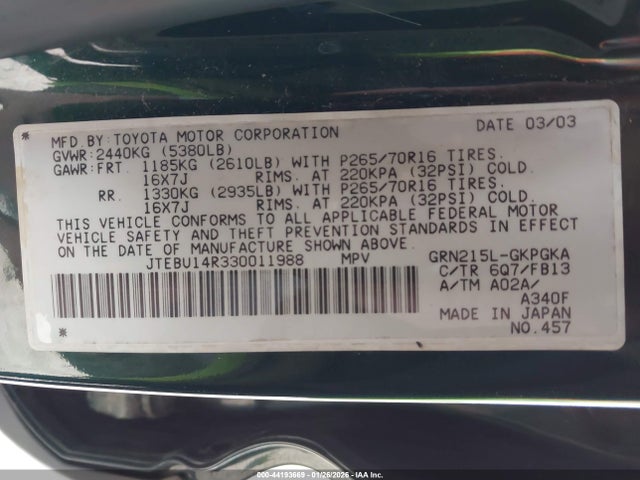 MFD.BY:TOYOTA MOTOR CORPORATION DATE 03/03
GVWR:2440KG (5380LB)
GAWR:FRT. 1185KG (2610LB) WITH P265/70R16 TIRES.
16X7J RIMS. AT 220KPA (32PSI) COLD.
RR. 1330KG (2935LB) WITH P265/70R16 TIRES.
16X7J RIMS. AT 220KPA (32PSI) COLD.
THIS VEHICLE CONFORMS TO ALL APPLICABLE FEDERAL MOTOR
VEHICLE SAFETY AND THEFT PREVENTION STANDARDS IN EFFECT
ON THE DATE OF MANUFACTURE SHOWN ABOVE.
JTEBU14R330011988 MPV GRN215L-GKPGKA
C/TR 6Q7/FB13
A/TM A02A/
A340F
MADE IN JAPAN
NO.457
000-44193669 01/26/2026 IAA Inc.